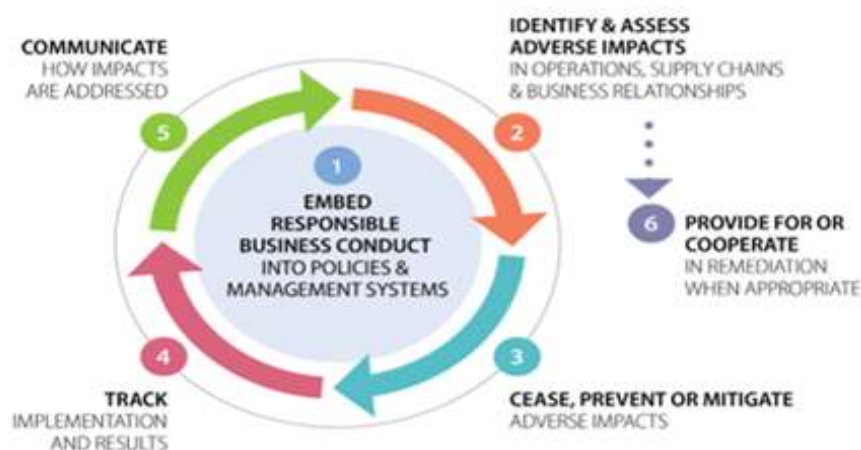 1
EMBED
RESPONSIBLE
BUSINESS CONDUCT
INTO POLICIES &
MANAGEMENT SYSTEMS
2
IDENTIFY & ASSESS
ADVERSE IMPACTS
IN OPERATIONS, SUPPLY CHAINS
& BUSINESS RELATIONSHIPS
3
CEASE, PREVENT OR MITIGATE
ADVERSE IMPACTS
4
TRACK
IMPLEMENTATION
AND RESULTS
5
COMMUNICATE
HOW IMPACTS
ARE ADDRESSED
6
PROVIDE FOR OR
COOPERATE
IN REMEDIATION
WHEN APPROPRIATE